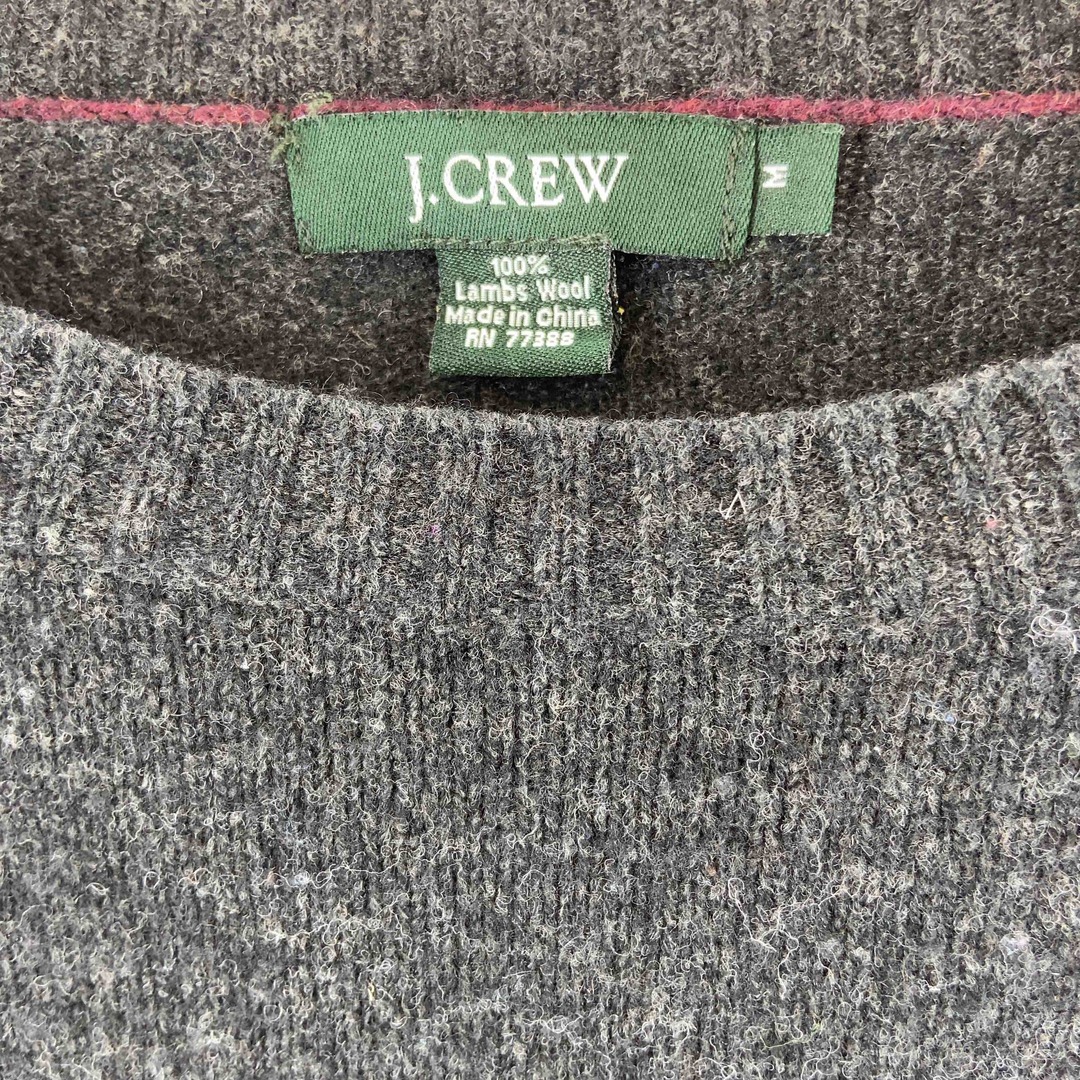 J.CREW
M
100%
Lambs Wool
Made in China
RN 77388